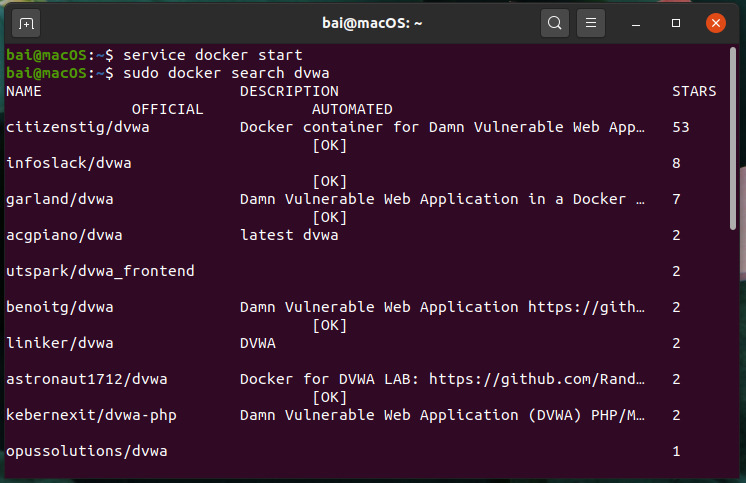 bai@macOS: ~
bai@macOS:~$ service docker start
bai@macOS:~$ sudo docker search dvwa
NAME DESCRIPTION STARS
OFFICIAL AUTOMATED
citizenstig/dvwa Docker container for Damn Vulnerable Web App… 53
[OK]
infoslack/dvwa 8
[OK]
garland/dvwa Damn Vulnerable Web Application in a Docker … 7
[OK]
acgpiano/dvwa latest dvwa 2
utspark/dvwa_frontend 2
benoitg/dvwa Damn Vulnerable Web Application https://gith… 2
[OK]
liniker/dvwa DVWA 2
astronaut1712/dvwa Docker for DVWA LAB: https://github.com/Rand… 2
[OK]
kebernexit/dvwa-php Damn Vulnerable Web Application (DVWA) PHP/M… 2
opussolutions/dvwa 1